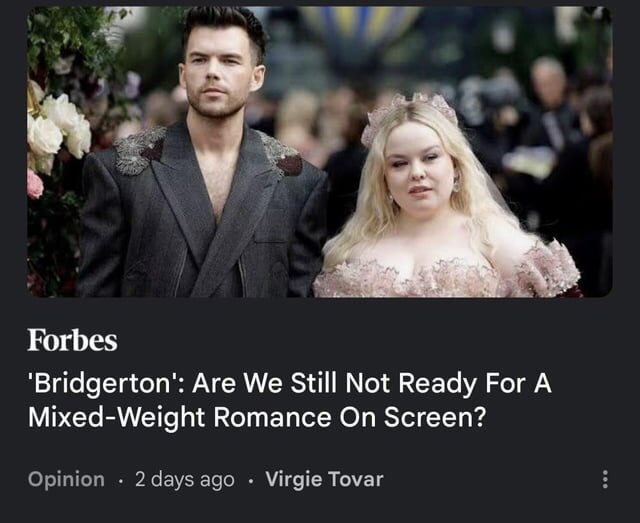 Forbes
'Bridgerton': Are We Still Not Ready For A
Mixed-Weight Romance On Screen?
Opinion · 2 days ago · Virgie Tovar